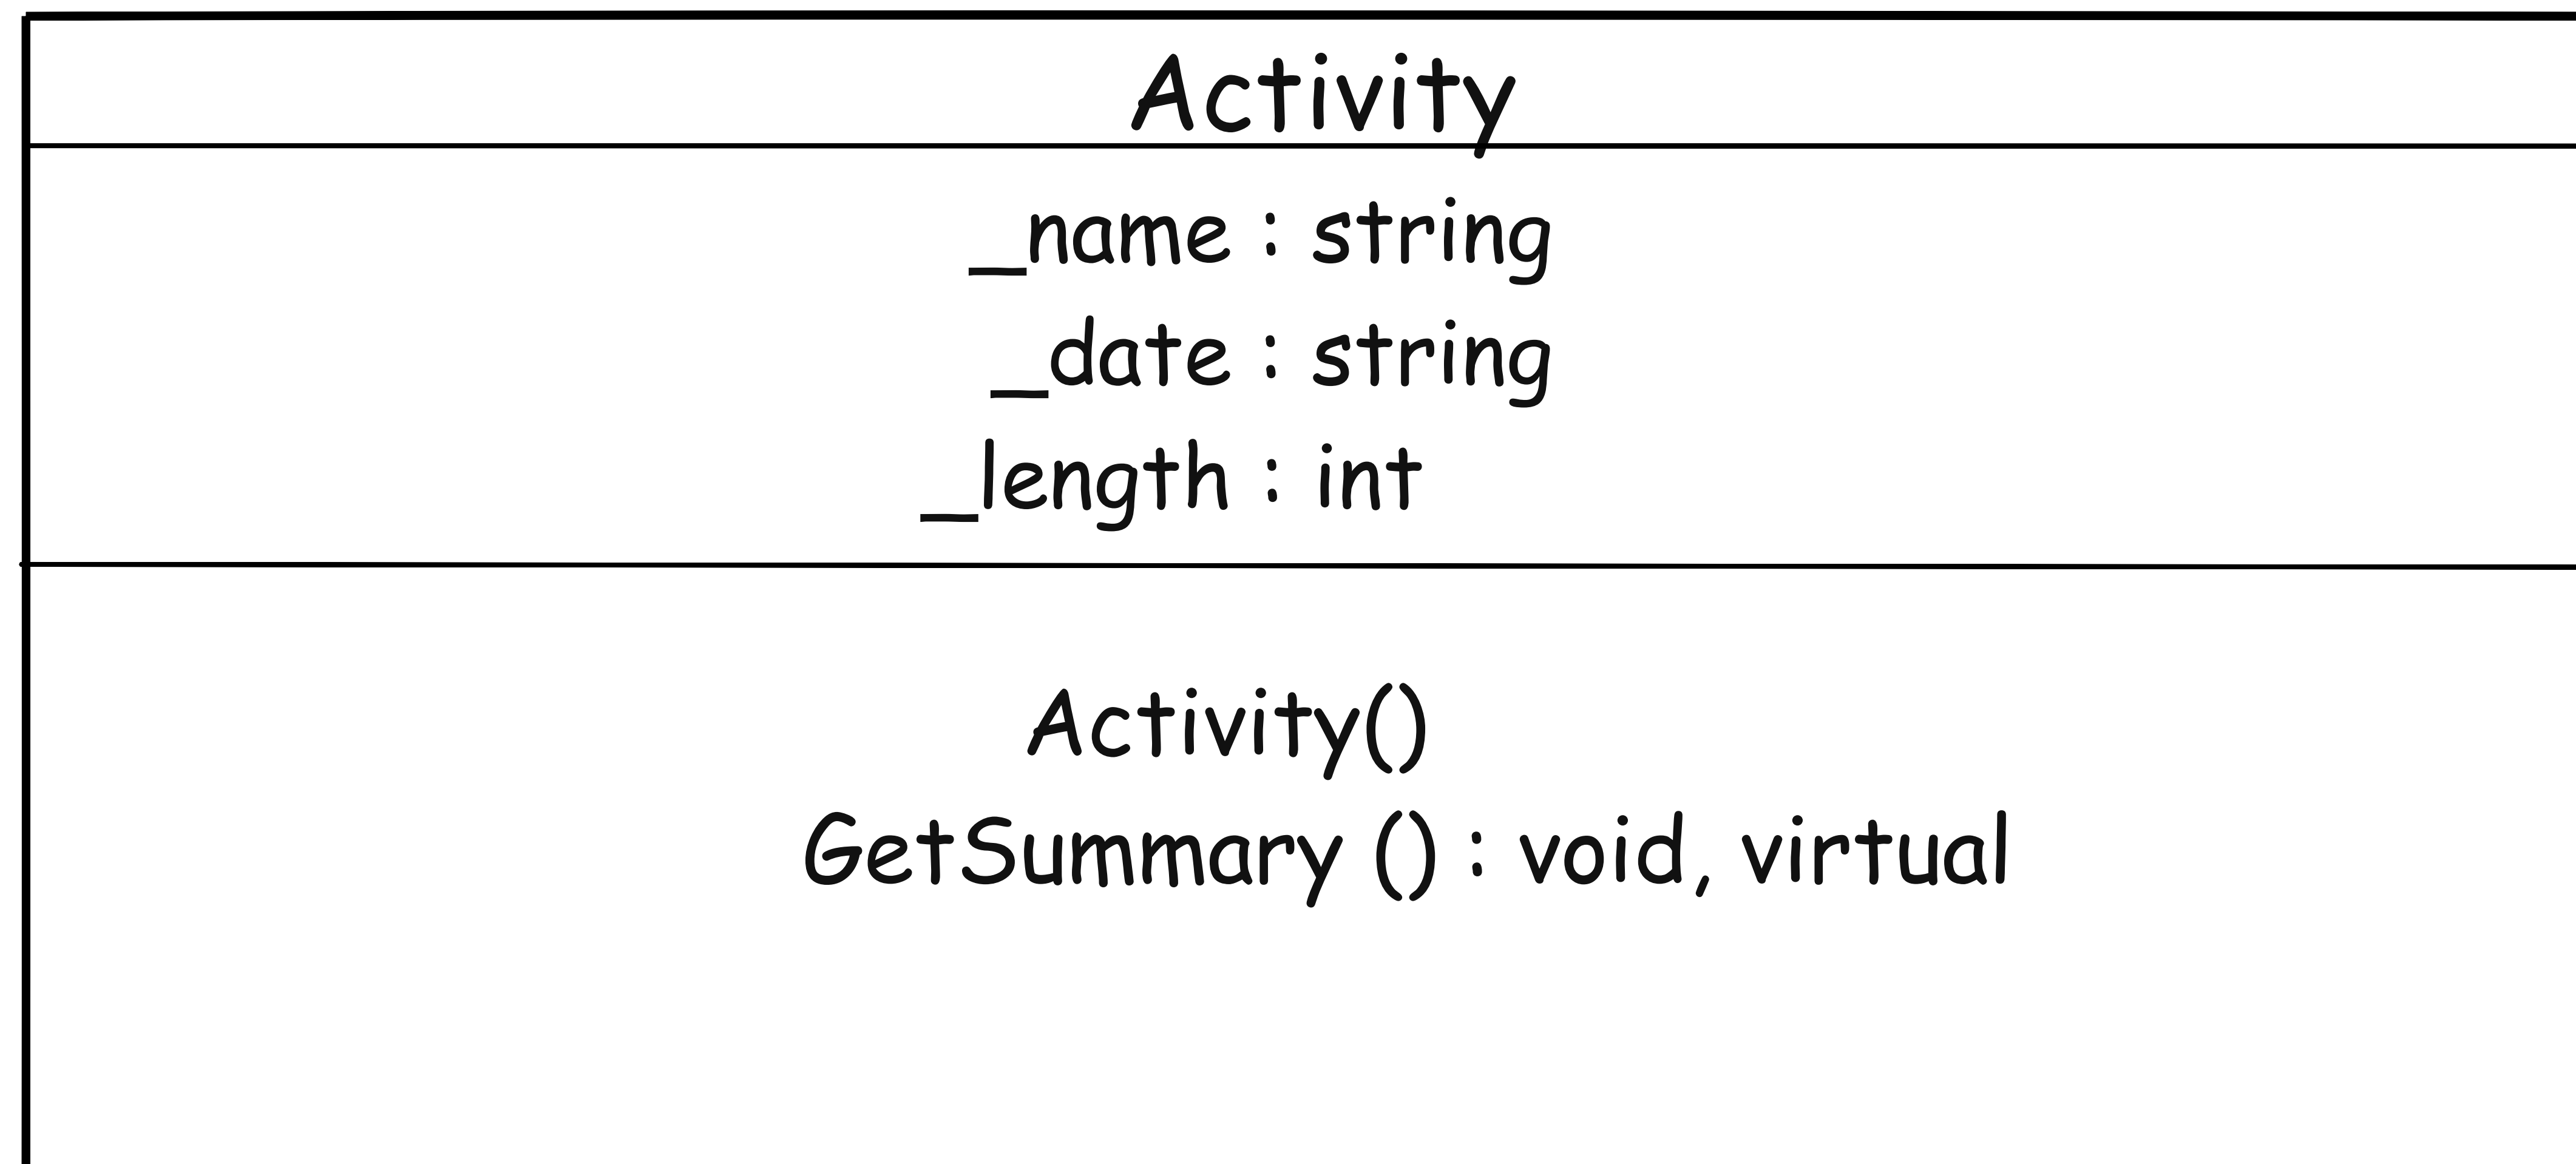 Activity
_name : string
_date : string
_length : int
Activity()
GetSummary () : void, virtual